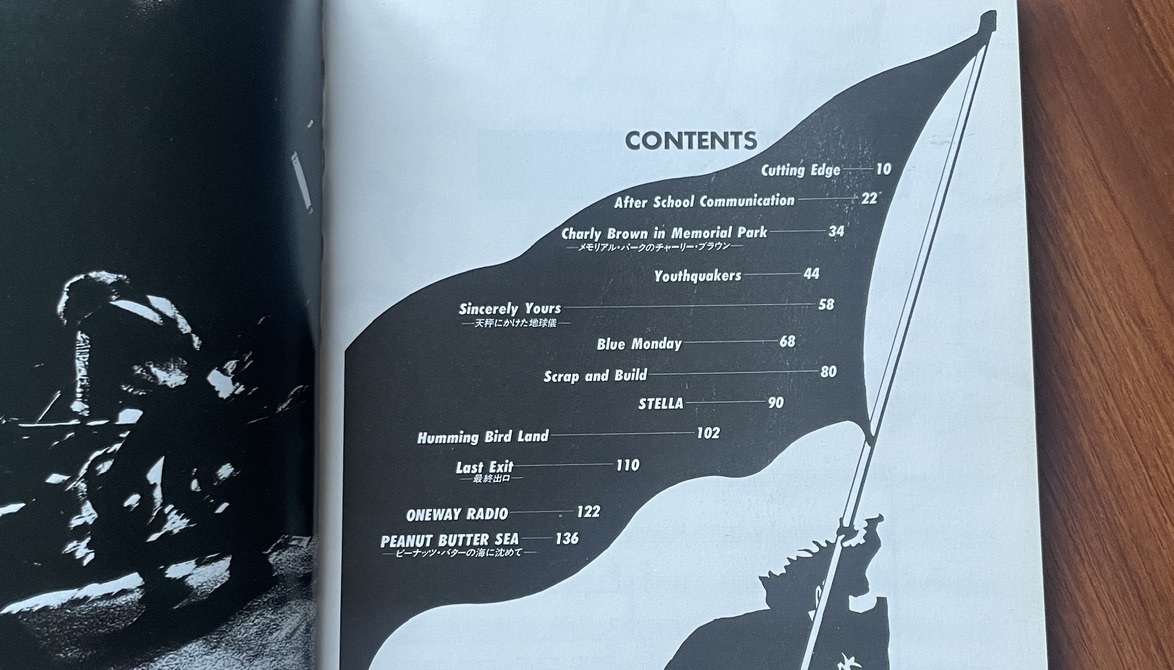 CONTENTS
Cutting Edge 10
After School Communication 22
Charly Brown in Memorial Park 34
メモリアル・パークのチャーリー・ブラウン
Youthquakers 44
Sincerely Yours 58
天秤にかけた地球儀
Blue Monday 68
Scrap and Build 80
STELLA 90
Humming Bird Land 102
Last Exit 110
最終出口
ONEWAY RADIO 122
PEANUT BUTTER SEA 136
ピーナッツ・バターの海に沈めて